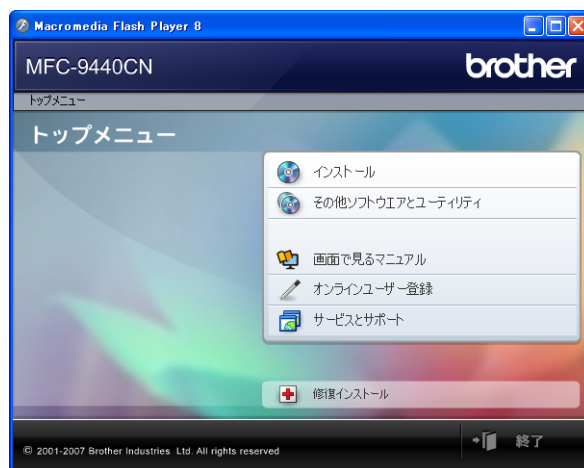 Macromedia Flash Player 8
MFC-9440CN
brother
トップメニュー
トップメニュー
インストール
その他ソフトウエアとユーティリティ
画面で見るマニュアル
オンラインユーザー登録
サービスとサポート
修復インストール
© 2001-2007 Brother Industries Ltd. All rights reserved
終了